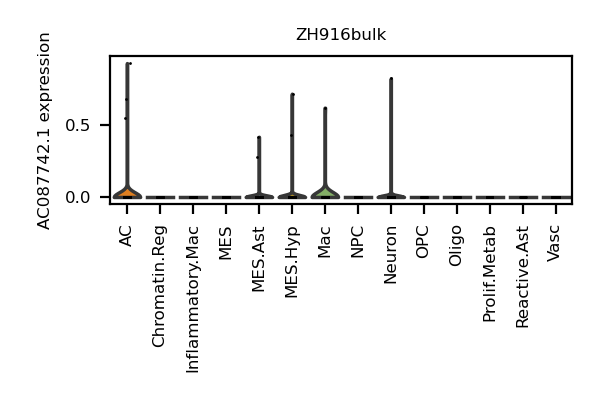 ZH916bulk
AC087742.1 expression
0.5
0.0
AC
Chromatin.Reg
Inflammatory.Mac
MES
MES.Ast
MES.Hyp
Mac
NPC
Neuron
OPC
Oligo
Prolif.Metab
Reactive.Ast
Vasc